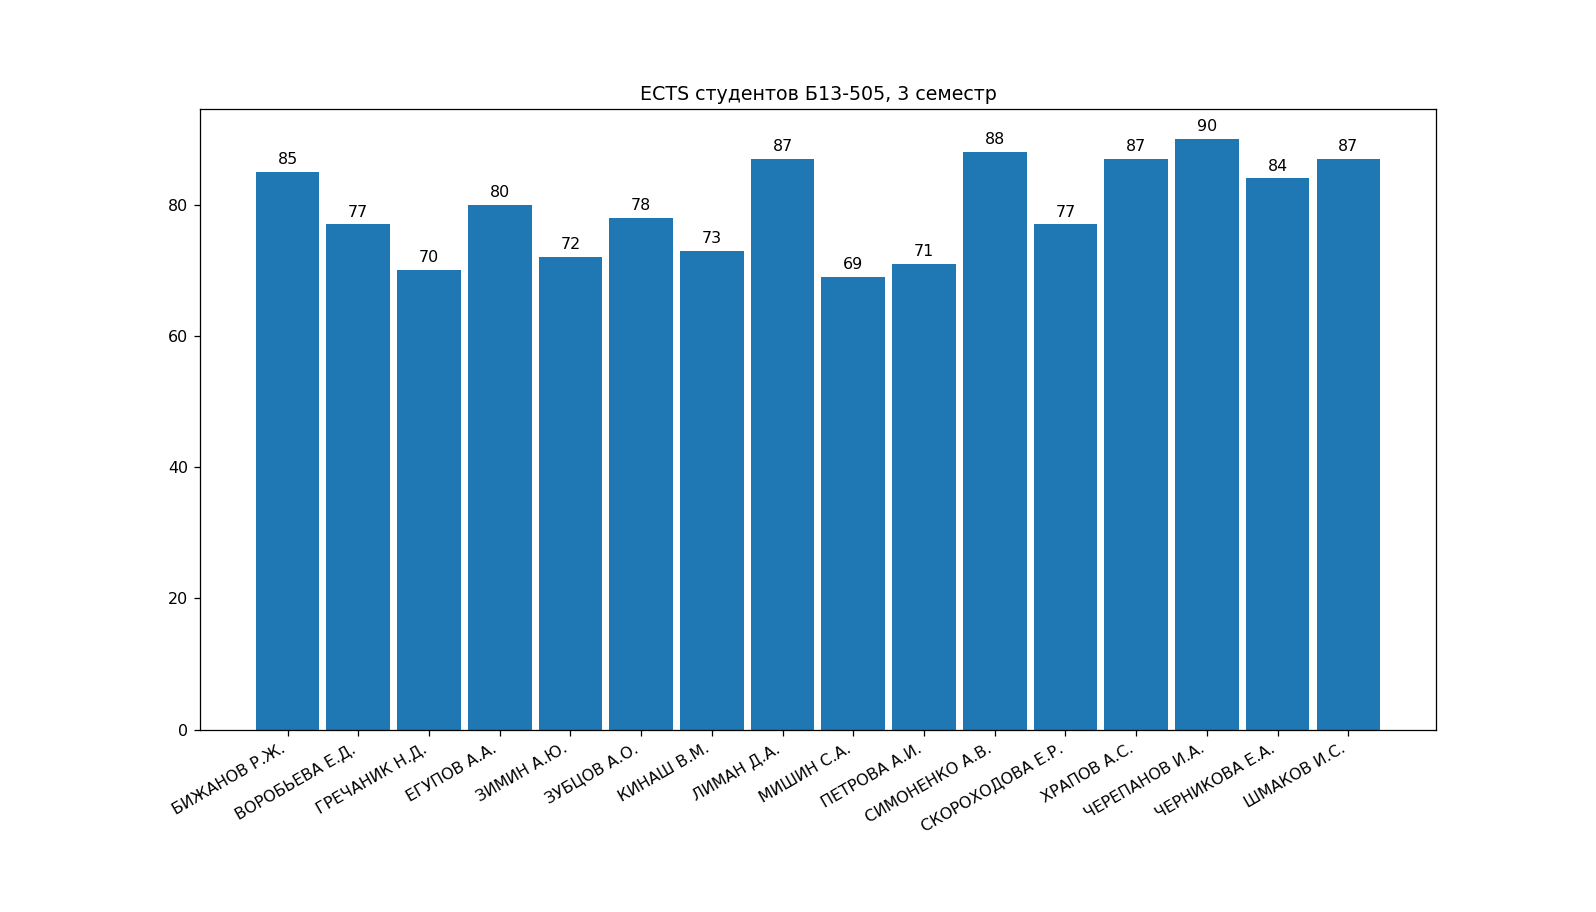 ECTS студентов Б13-505, 3 семестр
85
77
70
80
72
78
73
87
69
71
88
77
87
90
84
87
80
60
40
20
0
БИЖАНОВ Р.Ж.
ВОРОБЬЕВА Е.Д.
ГРЕЧАНИК Н.Д.
ЕГУПОВ А.А.
ЗИМИН А.Ю.
ЗУБЦОВ А.О.
КИНАШ В.М.
ЛИМАН Д.А.
МИШИН С.А.
ПЕТРОВА А.И.
СИМОНЕНКО А.В.
СКОРОХОДОВА Е.Р.
ХРАПОВ А.С.
ЧЕРЕПАНОВ И.А.
ЧЕРНИКОВА Е.А.
ШМАКОВ И.С.